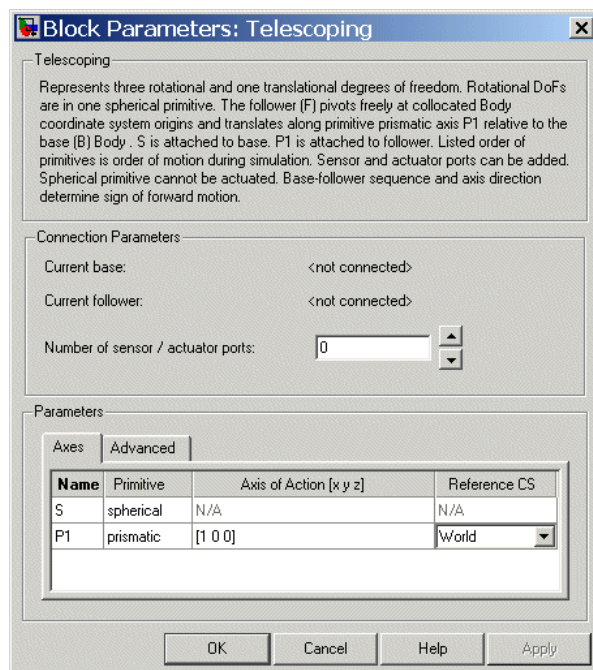 Block Parameters: Telescoping
Telescoping
Represents three rotational and one translational degrees of freedom. Rotational DoFs
are in one spherical primitive. The follower (F) pivots freely at collocated Body
coordinate system origins and translates along primitive prismatic axis P1 relative to the
base (B) Body . S is attached to base. P1 is attached to follower. Listed order of
primitives is order of motion during simulation. Sensor and actuator ports can be added.
Spherical primitive cannot be actuated. Base-follower sequence and axis direction
determine sign of forward motion.
Connection Parameters
Current base: <not connected>
Current follower: <not connected>
Number of sensor / actuator ports: 0
Parameters
Axes Advanced
Name Primitive Axis of Action [x y z] Reference CS
S spherical N/A N/A
P1 prismatic [1 0 0] World
OK Cancel Help Apply